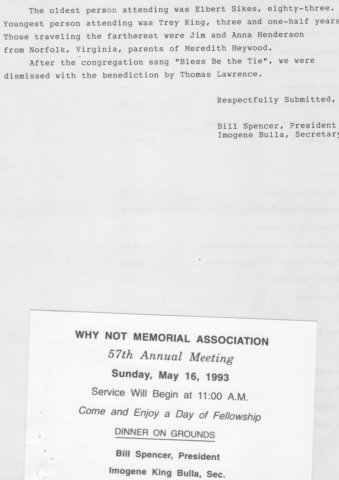 The oldest person attending was Elbert Sikes, eighty-three.
Youngest person attending was Trey King, three and one-half years
Those traveling the fartherest were Jim and Anna Henderson
from Norfolk, Virginia, parents of Meredith Heywood.
After the congregation sang "Bless Be the Tie", we were
dismissed with the benediction by Thomas Lawrence.
Respectfully Submitted,
Bill Spencer, President
Imogene Bulla, Secretary
WHY NOT MEMORIAL ASSOCIATION
57th Annual Meeting
Sunday, May 16, 1993
Service Will Begin at 11:00 A.M.
Come and Enjoy a Day of Fellowship
DINNER ON GROUNDS
Bill Spencer, President
Imogene King Bulla, Sec.